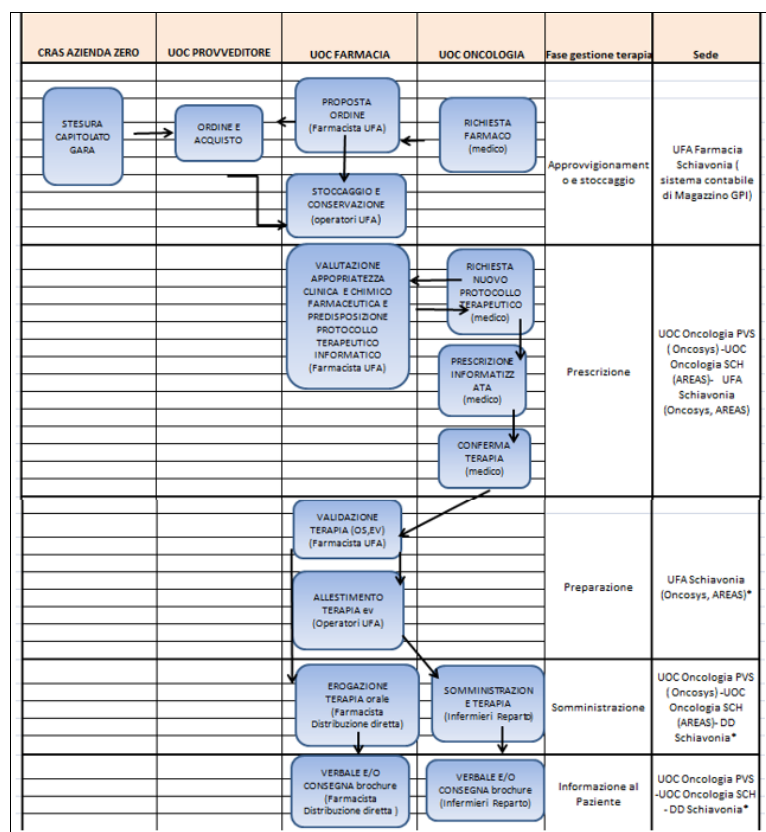 CRAS AZIENDA ZERO
UOC PROVVEDITORE
UOC FARMACIA
UOC ONCOLOGIA
Fase gestione terapia
Sede
STESURA
CAPITOLATO
GARA
ORDINE E
ACQUISTO
PROPOSTA
ORDINE
(Farmacista UFA)
RICHIESTA
FARMACO
(medico)
STOCCAGGIO E
CONSERVAZIONE
(operatori UFA)
Approvvigionament
o e stoccaggio
UFA Farmacia
Schiavonia (
sistema contabile
di Magazzino GPI)
VALUTAZIONE
APPOPRIATEZZA
CLINICA E CHIMICO
FARMACEUTICA E
PREDISPOSIZIONE
PROTOCOLLO
TERAPEUTICO
INFORMATICO
(Farmacista UFA)
RICHIESTA
NUOVO
PROTOCOLLO
TERAPEUTICO
(medico)
PRESCRIZIONE
INFORMATIZZ
ATA
(medico)
CONFERMA
TERAPIA
(medico)
Prescrizione
UOC Oncologia PVS
( Oncosys) -UOC
Oncologia SCH
(AREAS)- UFA
Schiavonia
(Oncosys, AREAS)
VALIDAZIONE
TERAPIA (OS,EV)
(Farmacista UFA)
ALLESTIMENTO
TERAPIA ev
(Operatori UFA)
Preparazione
UFA Schiavonia
(Oncosys, AREAS)*
EROGAZIONE
TERAPIA orale
(Farmacista
Distribuzione diretta)
SOMMINISTRAZION
E TERAPIA
(Infermieri Reparto)
Somministrazione
UOC Oncologia PVS
( Oncosys) -UOC
Oncologia SCH
(AREAS)- DD
Schiavonia*
VERBALE E/O
CONSEGNA brochure
(Farmacista
Distribuzione diretta )
VERBALE E/O
CONSEGNA brochure
(Infermieri Reparto)
Informazione al
Paziente
UOC Oncologia PVS
-UOC Oncologia SCH
- DD Schiavonia*